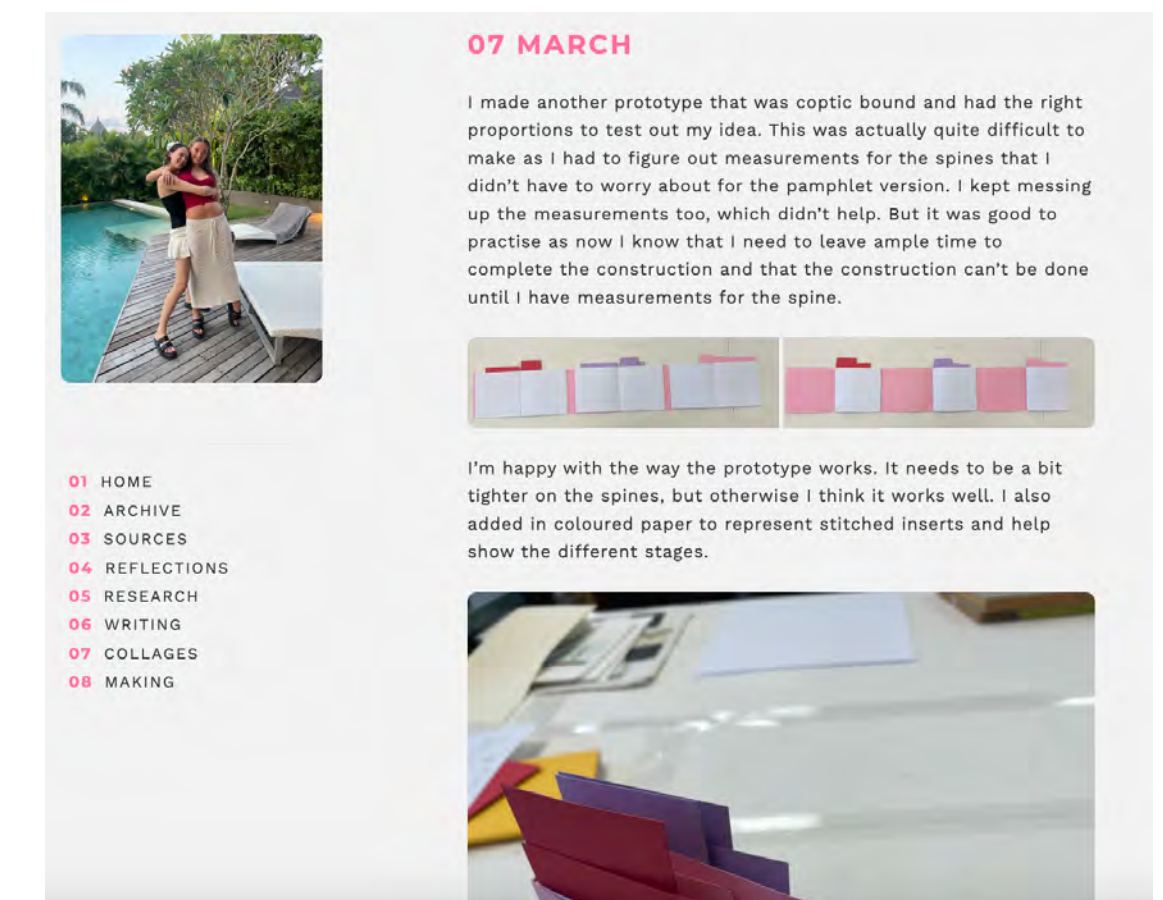 07 MARCH
I made another prototype that was coptic bound and had the right
proportions to test out my idea. This was actually quite difficult to
make as I had to figure out measurements for the spines that I
didn't have to worry about for the pamphlet version. I kept messing
up the measurements too, which didn't help. But it was good to
practise as now I know that I need to leave ample time to
complete the construction and that the construction can't be done
until I have measurements for the spine.
I'm happy with the way the prototype works. It needs to be a bit
tighter on the spines, but otherwise I think it works well. I also
added in coloured paper to represent stitched inserts and help
show the different stages.
01 HOME
02 ARCHIVE
03 SOURCES
04 REFLECTIONS
05 RESEARCH
06 WRITING
07 COLLAGES
08 MAKING